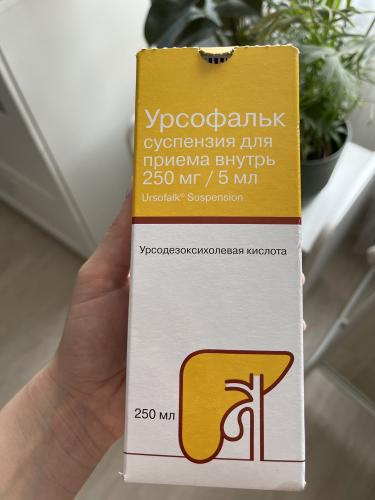 Урсофальк
суспензия для
приема внутрь
250 мг / 5 мл
Ursofalk® Suspension
Урсодезоксихолевая кислота
250 мл